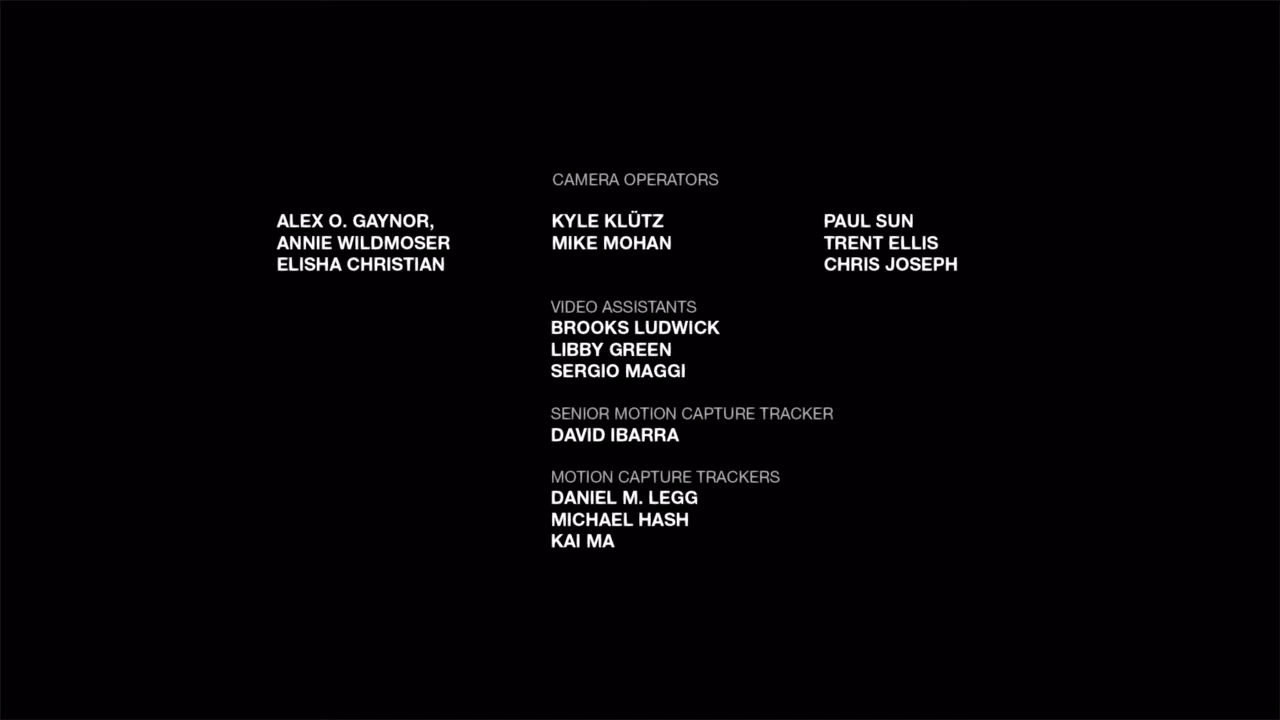 CAMERA OPERATORS
ALEX O. GAYNOR,
ANNIE WILDMOSER
ELISHA CHRISTIAN
KYLE KLÜTZ
MIKE MOHAN
PAUL SUN
TRENT ELLIS
CHRIS JOSEPH
VIDEO ASSISTANTS
BROOKS LUDWICK
LIBBY GREEN
SERGIO MAGGI
SENIOR MOTION CAPTURE TRACKER
DAVID IBARRA
MOTION CAPTURE TRACKERS
DANIEL M. LEGG
MICHAEL HASH
KAI MA